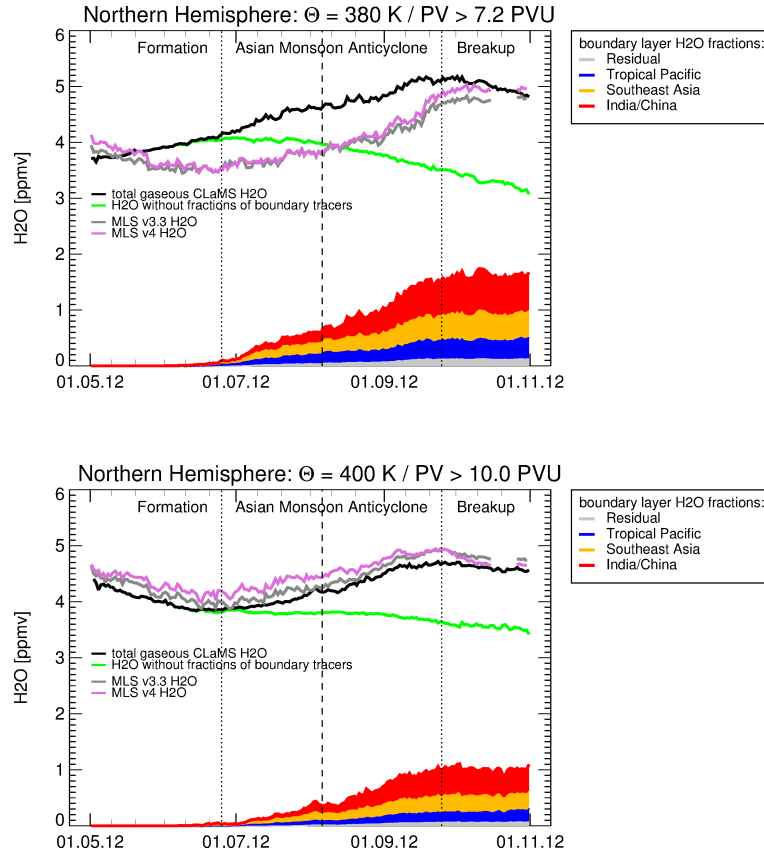 Northern Hemisphere: Θ = 380 K / PV > 7.2 PVU
Formation
Asian Monsoon Anticyclone
Breakup
boundary layer H2O fractions:
Residual
Tropical Pacific
Southeast Asia
India/China
6
5
4
3
2
1
0
H2O [ppmv]
total gaseous CLaMS H2O
H2O without fractions of boundary tracers
MLS v3.3 H2O
MLS v4 H2O
01.05.12
01.07.12
01.09.12
01.11.12
Northern Hemisphere: Θ = 400 K / PV > 10.0 PVU
Formation
Asian Monsoon Anticyclone
Breakup
boundary layer H2O fractions:
Residual
Tropical Pacific
Southeast Asia
India/China
6
5
4
3
2
1
0
H2O [ppmv]
total gaseous CLaMS H2O
H2O without fractions of boundary tracers
MLS v3.3 H2O
MLS v4 H2O
01.05.12
01.07.12
01.09.12
01.11.12